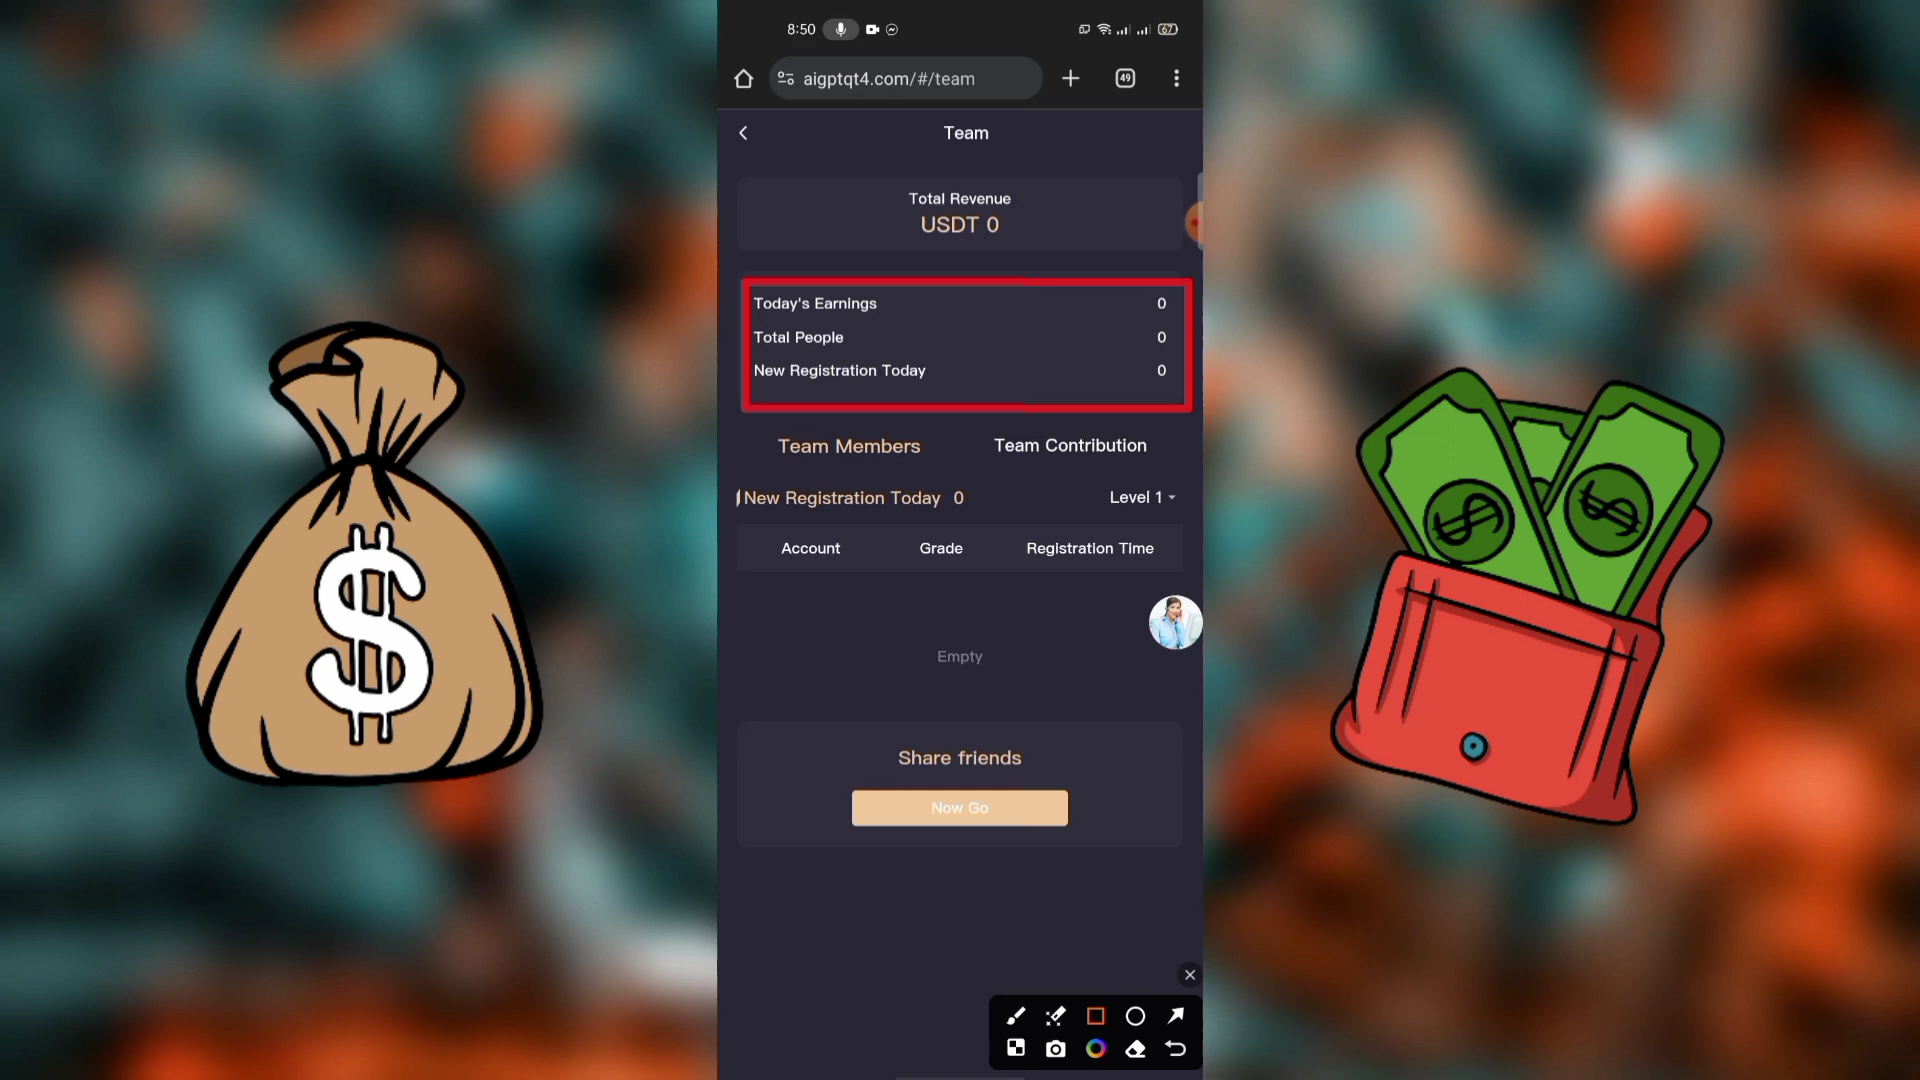 8:50
67
aigptqt4.com/#/team
49
Team
Total Revenue
USDT 0
Today's Earnings 0
Total People 0
New Registration Today 0
Team Members Team Contribution
New Registration Today 0 Level 1
Account Grade Registration Time
Empty
Share friends
Now Go